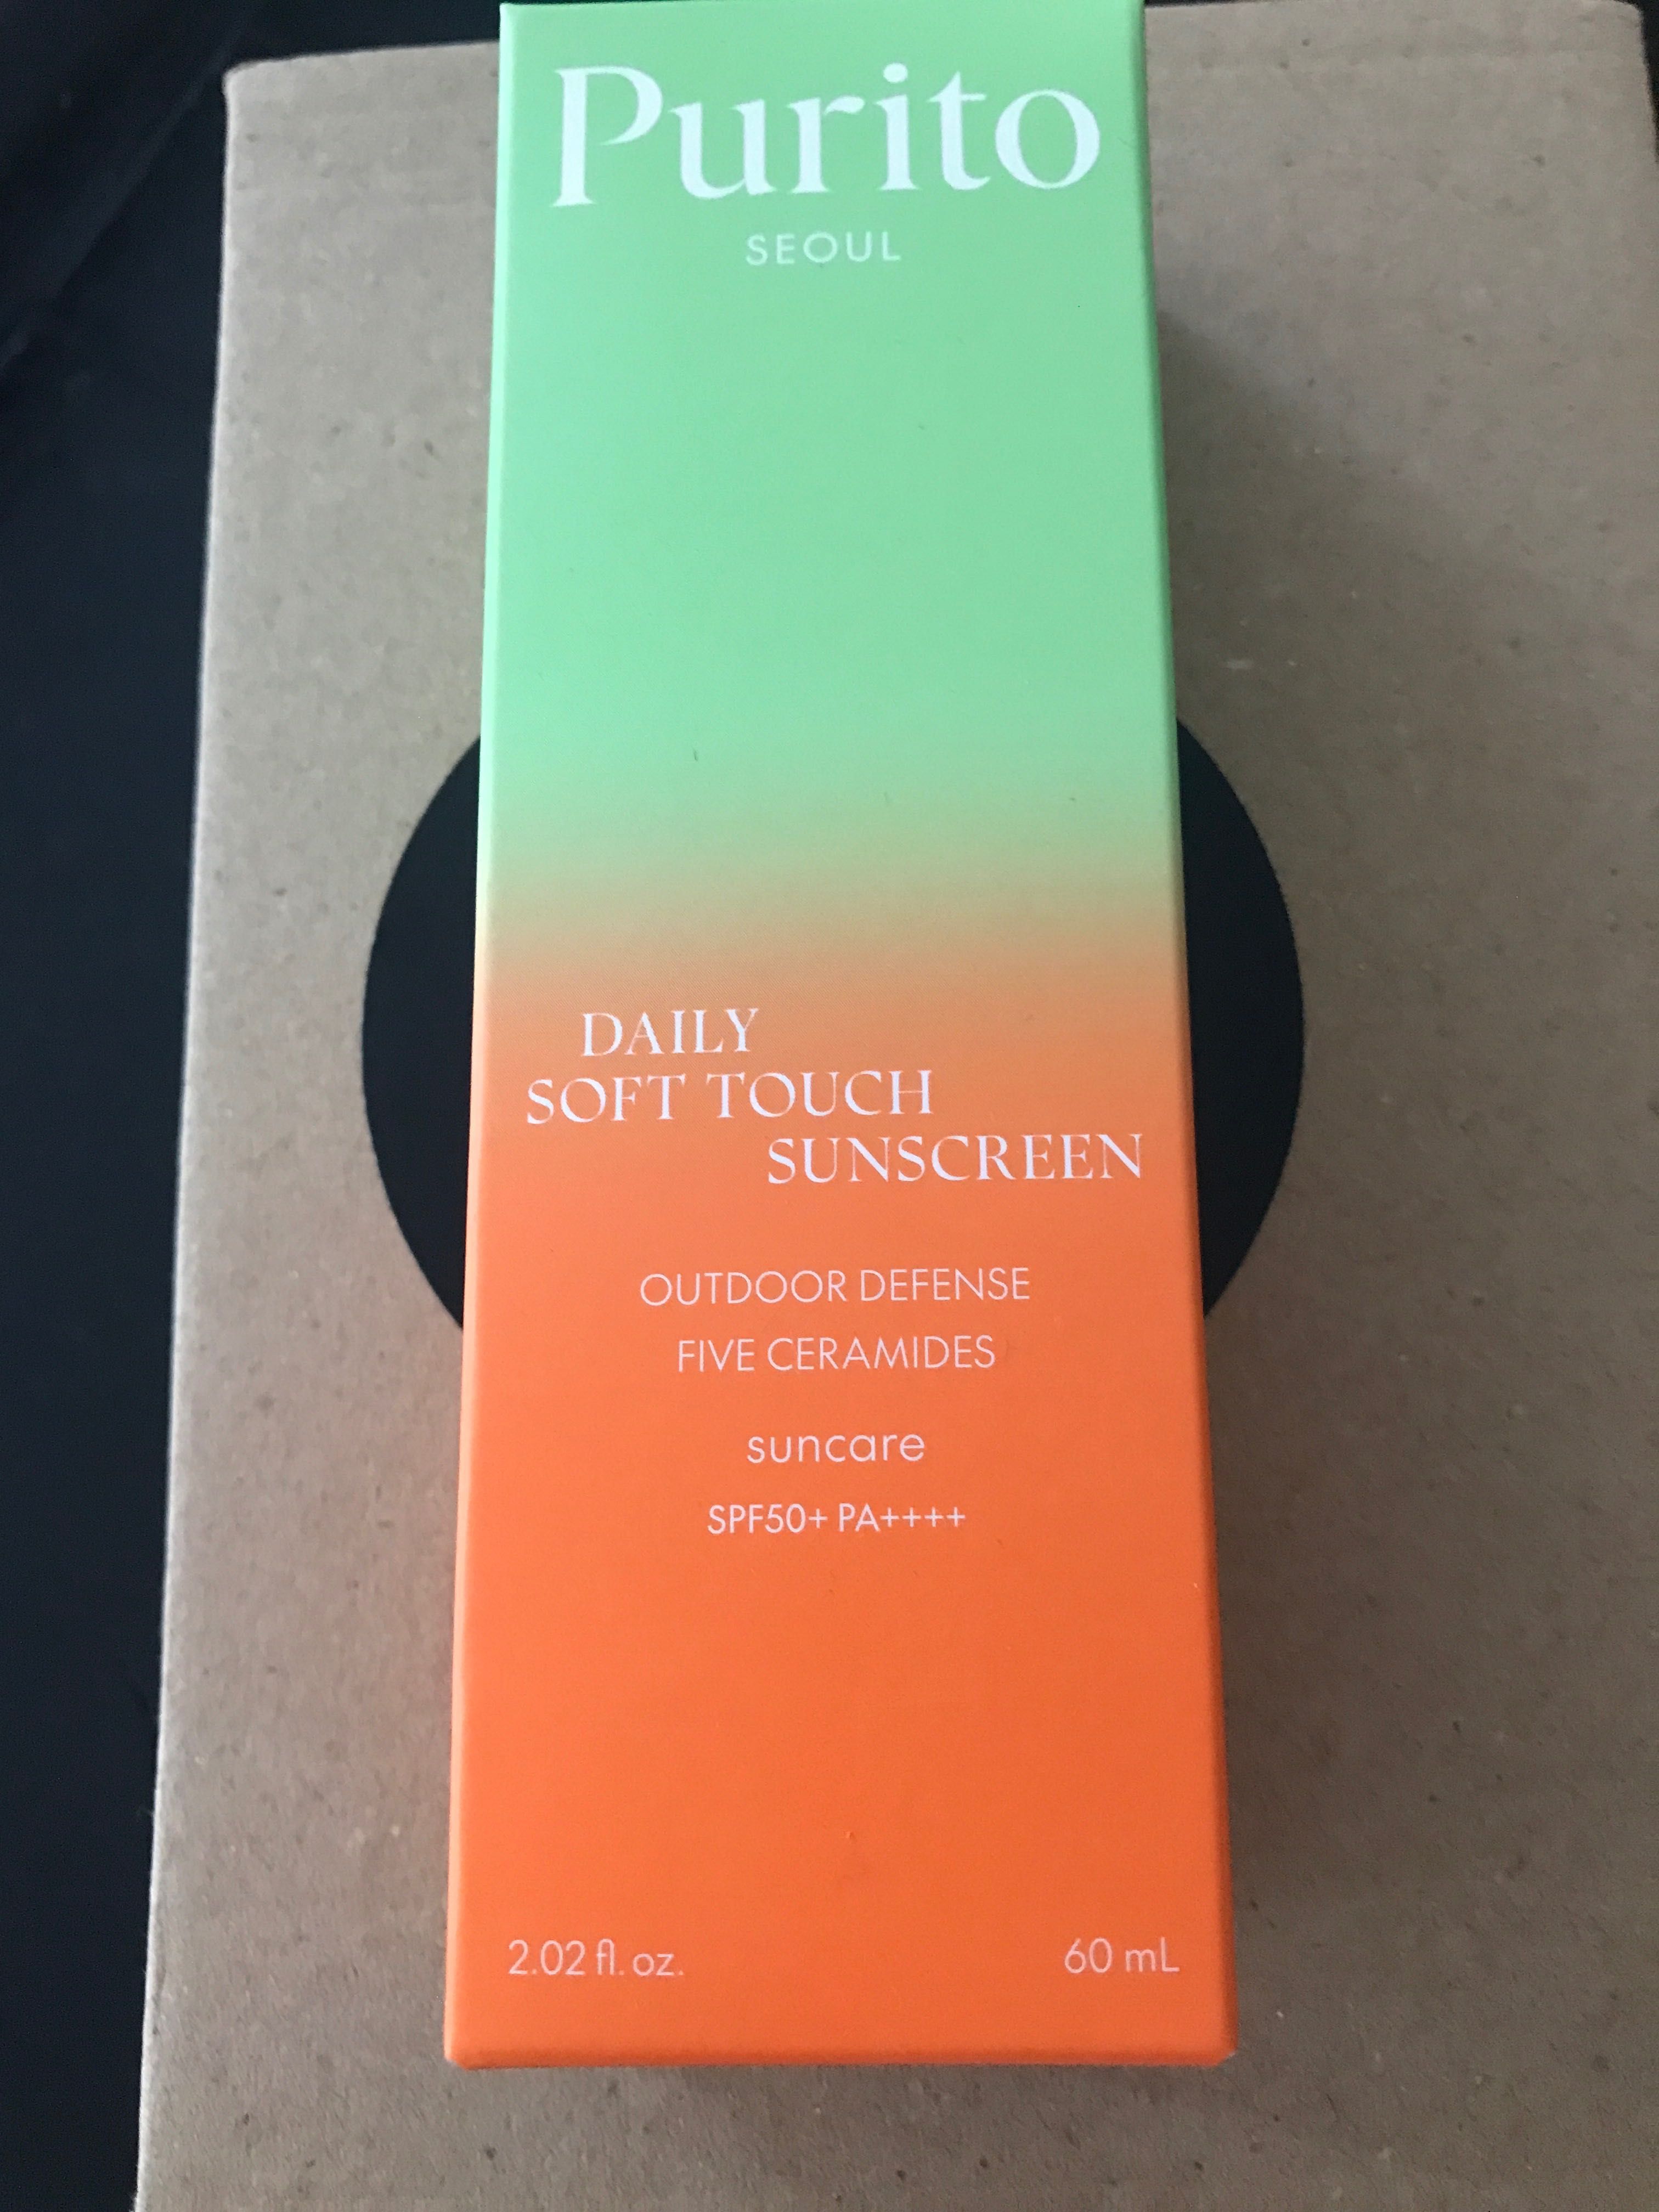 Purito
SEOUL
DAILY
SOFT TOUCH
SUNSCREEN
OUTDOOR DEFENSE
FIVE CERAMIDES
suncare
SPF50+ PA++++
2.02 fl. oz. 60 mL